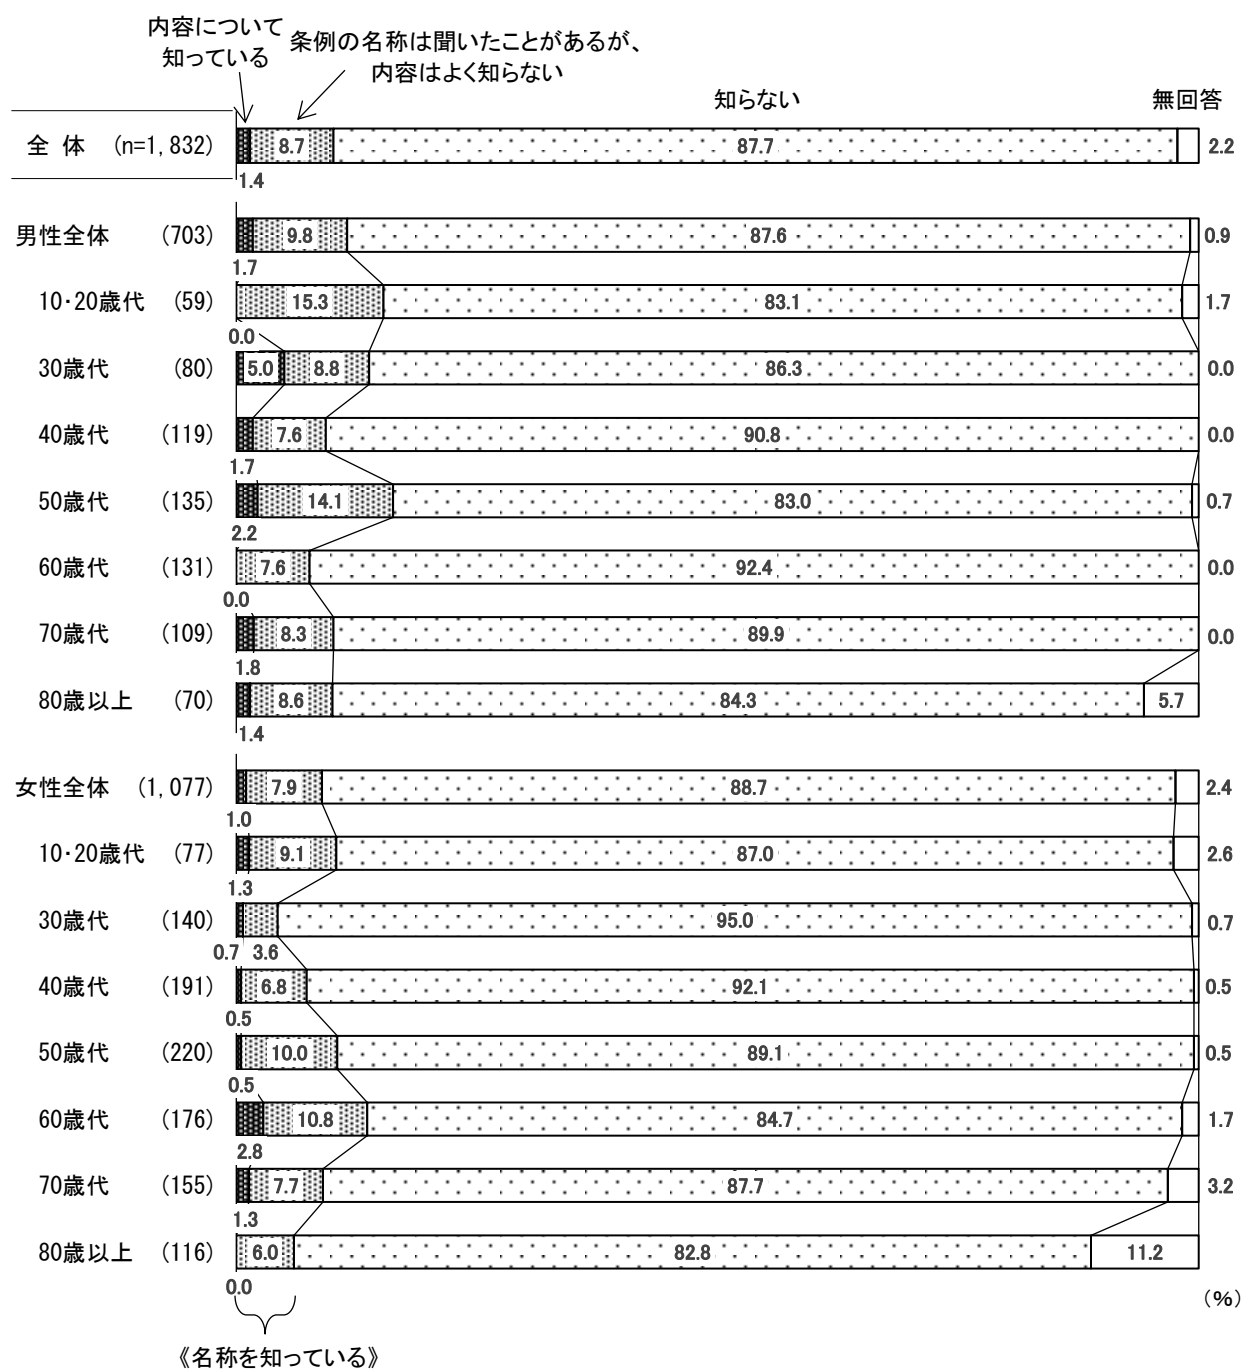 内容について
知っている
条例の名称は聞いたことがあるが、
内容はよく知らない
知らない 無回答
全 体 (n=1,832) 8.7 87.7 2.2
1.4
男性全体 (703) 9.8 87.6 0.9
1.7
10・20歳代 (59) 15.3 83.1 1.7
0.0
30歳代 (80) 5.0 8.8 86.3 0.0
40歳代 (119) 7.6 90.8 0.0
1.7
50歳代 (135) 14.1 83.0 0.7
2.2
60歳代 (131) 7.6 92.4 0.0
0.0
70歳代 (109) 8.3 89.9 0.0
1.8
80歳以上 (70) 8.6 84.3 5.7
1.4
女性全体 (1,077) 7.9 88.7 2.4
1.0
10・20歳代 (77) 9.1 87.0 2.6
1.3
30歳代 (140) 95.0 0.7
0.7 3.6
40歳代 (191) 6.8 92.1 0.5
0.5
50歳代 (220) 10.0 89.1 0.5
0.5
60歳代 (176) 10.8 84.7 1.7
2.8
70歳代 (155) 7.7 87.7 3.2
1.3
80歳以上 (116) 6.0 82.8 11.2
0.0
(%)
《名称を知っている》